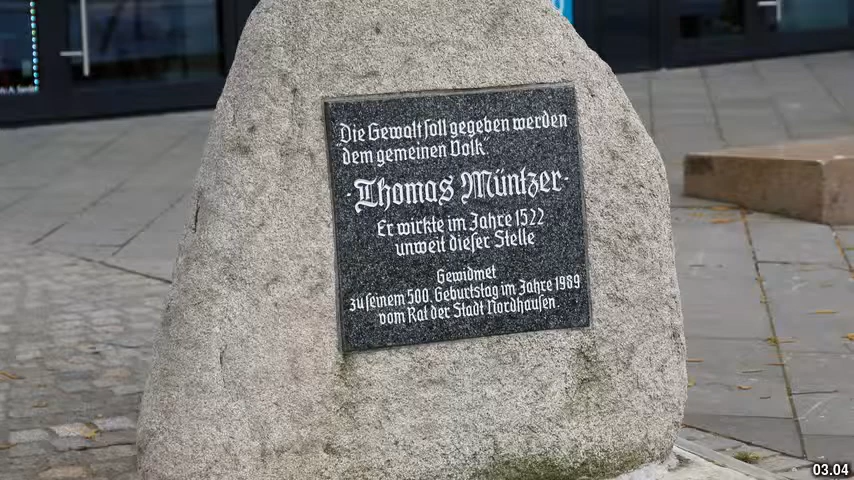 Die Gewalt soll gegeben werden
dem gemeinen Volk.
- Thomas Müntzer -
Er wirkte im Jahre 1522
unweit dieser Stelle
Gewidmet
zu seinem 500. Geburtstag im Jahre 1989
vom Rat der Stadt Nordhausen.
03.04